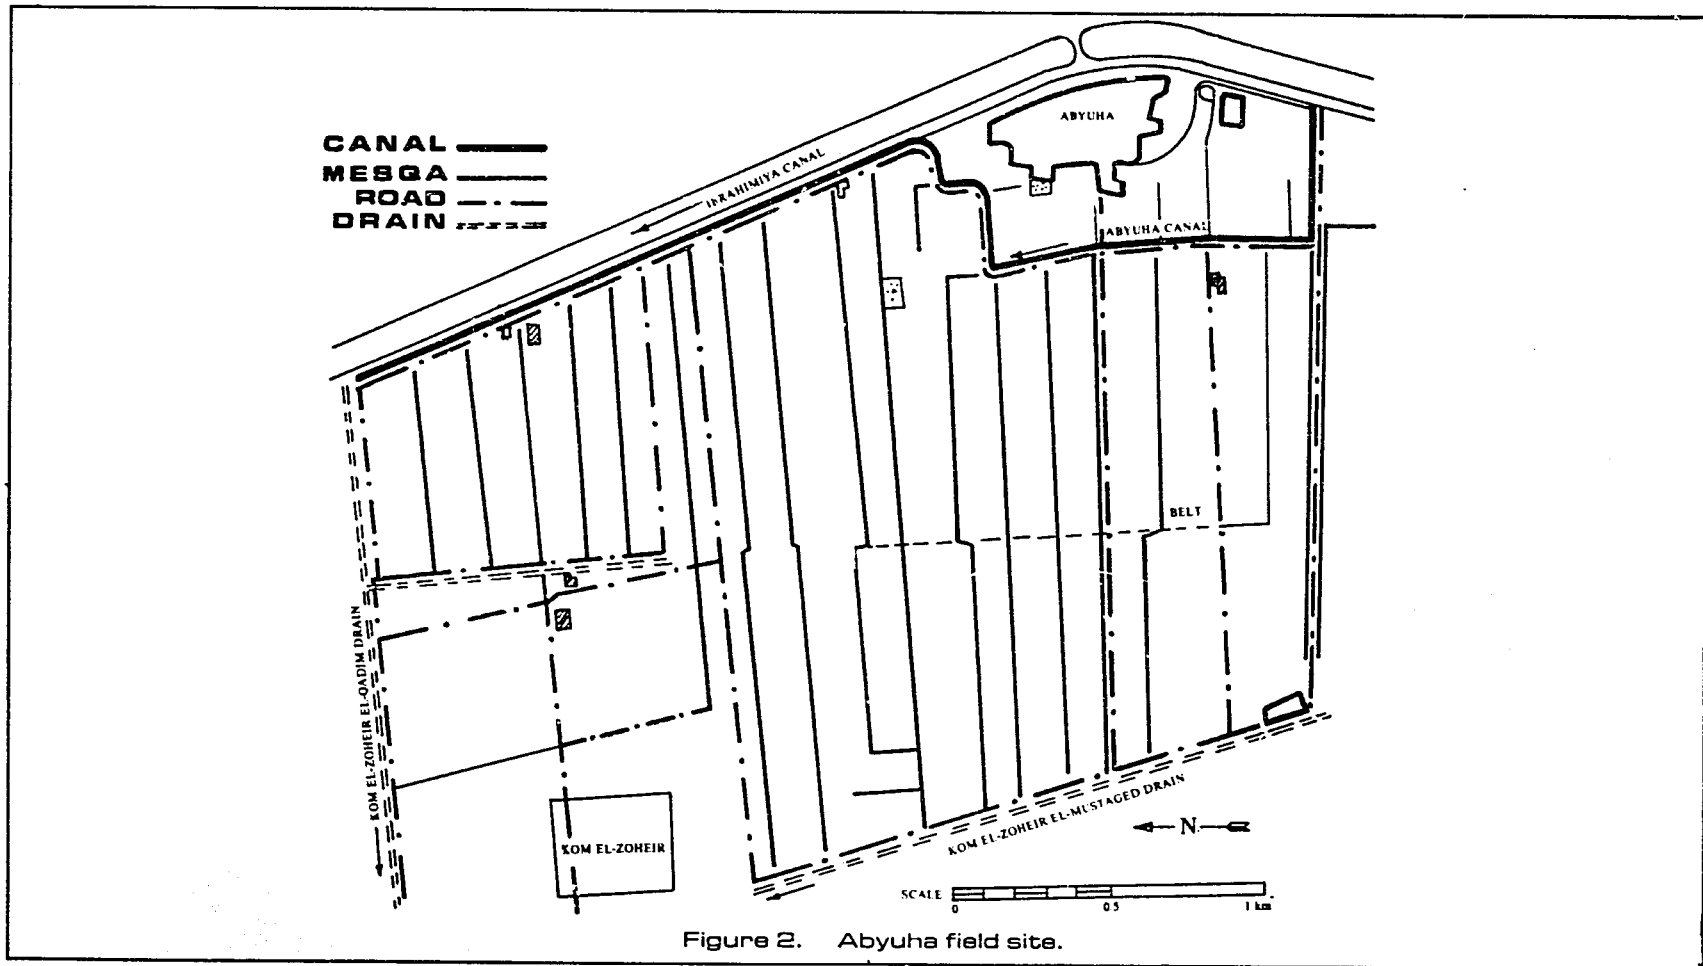 ABYUHA
CANAL
MESQA
ROAD
DRAIN
IBRAHIMIYA CANAL
ABYUHA CANAL
BELT
KOM EL-ZOHEIR EL-QADIM DRAIN
KOM EL-ZOHEIR EL-MUSTAGED DRAIN
N
KOM EL-ZOHEIR
SCALE
0 0.5 1 km
Figure 2. Abyuha field site.